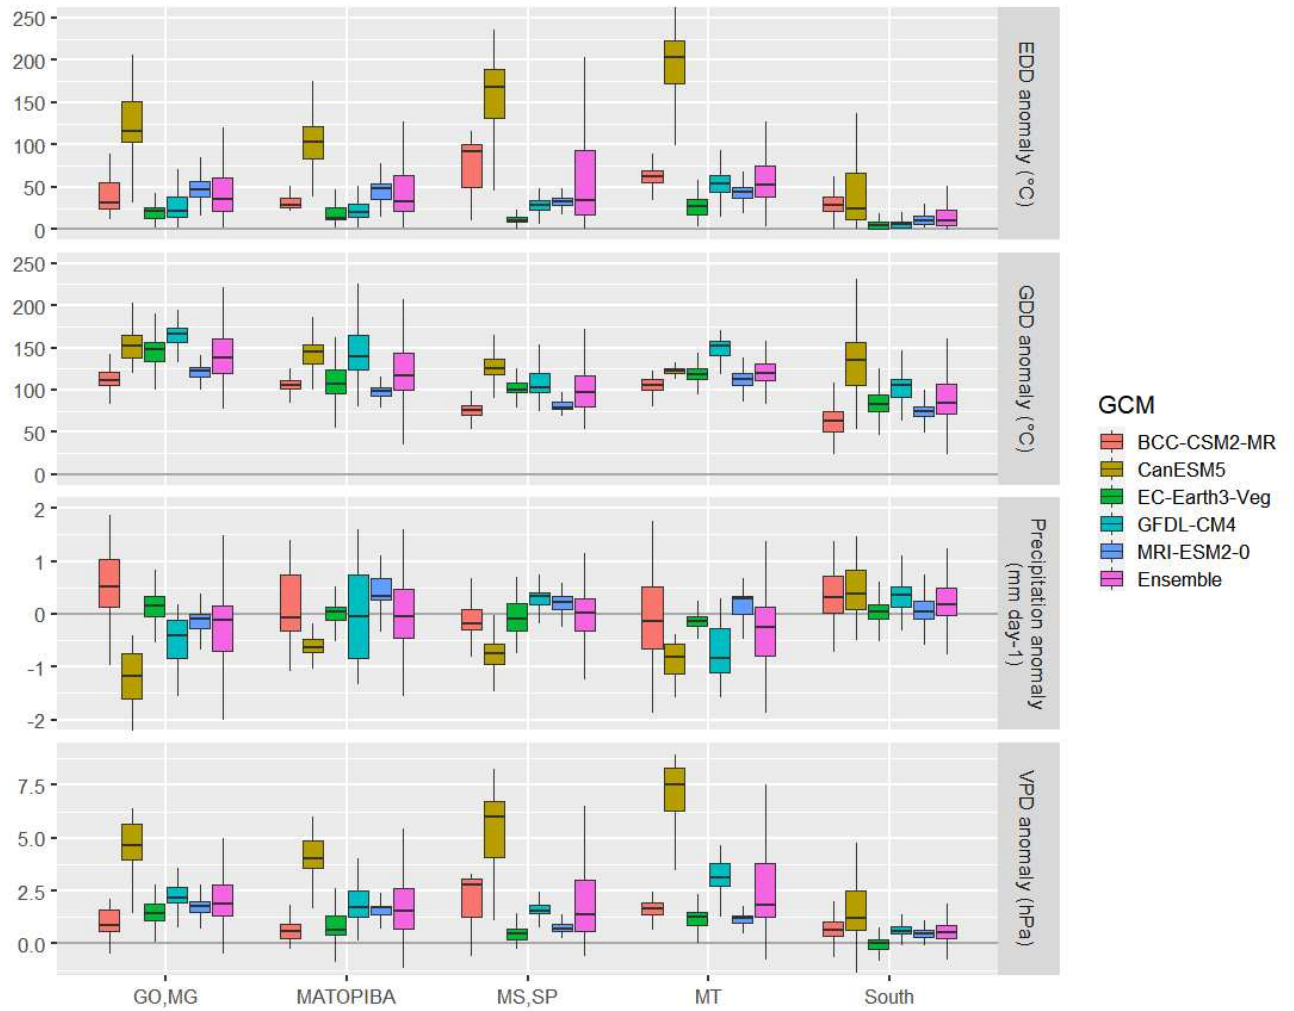 250
200
150
100
50
0
EDD anomaly (°C)
250
200
150
100
50
0
GDD anomaly (°C)
2
1
0
-1
-2
Precipitation anomaly
(mm day-1)
7.5
5.0
2.5
0.0
VPD anomaly (hPa)
GO,MG
MATOPIBA
MS,SP
MT
South
GCM
BCC-CSM2-MR
CanESM5
EC-Earth3-Veg
GFDL-CM4
MRI-ESM2-0
Ensemble